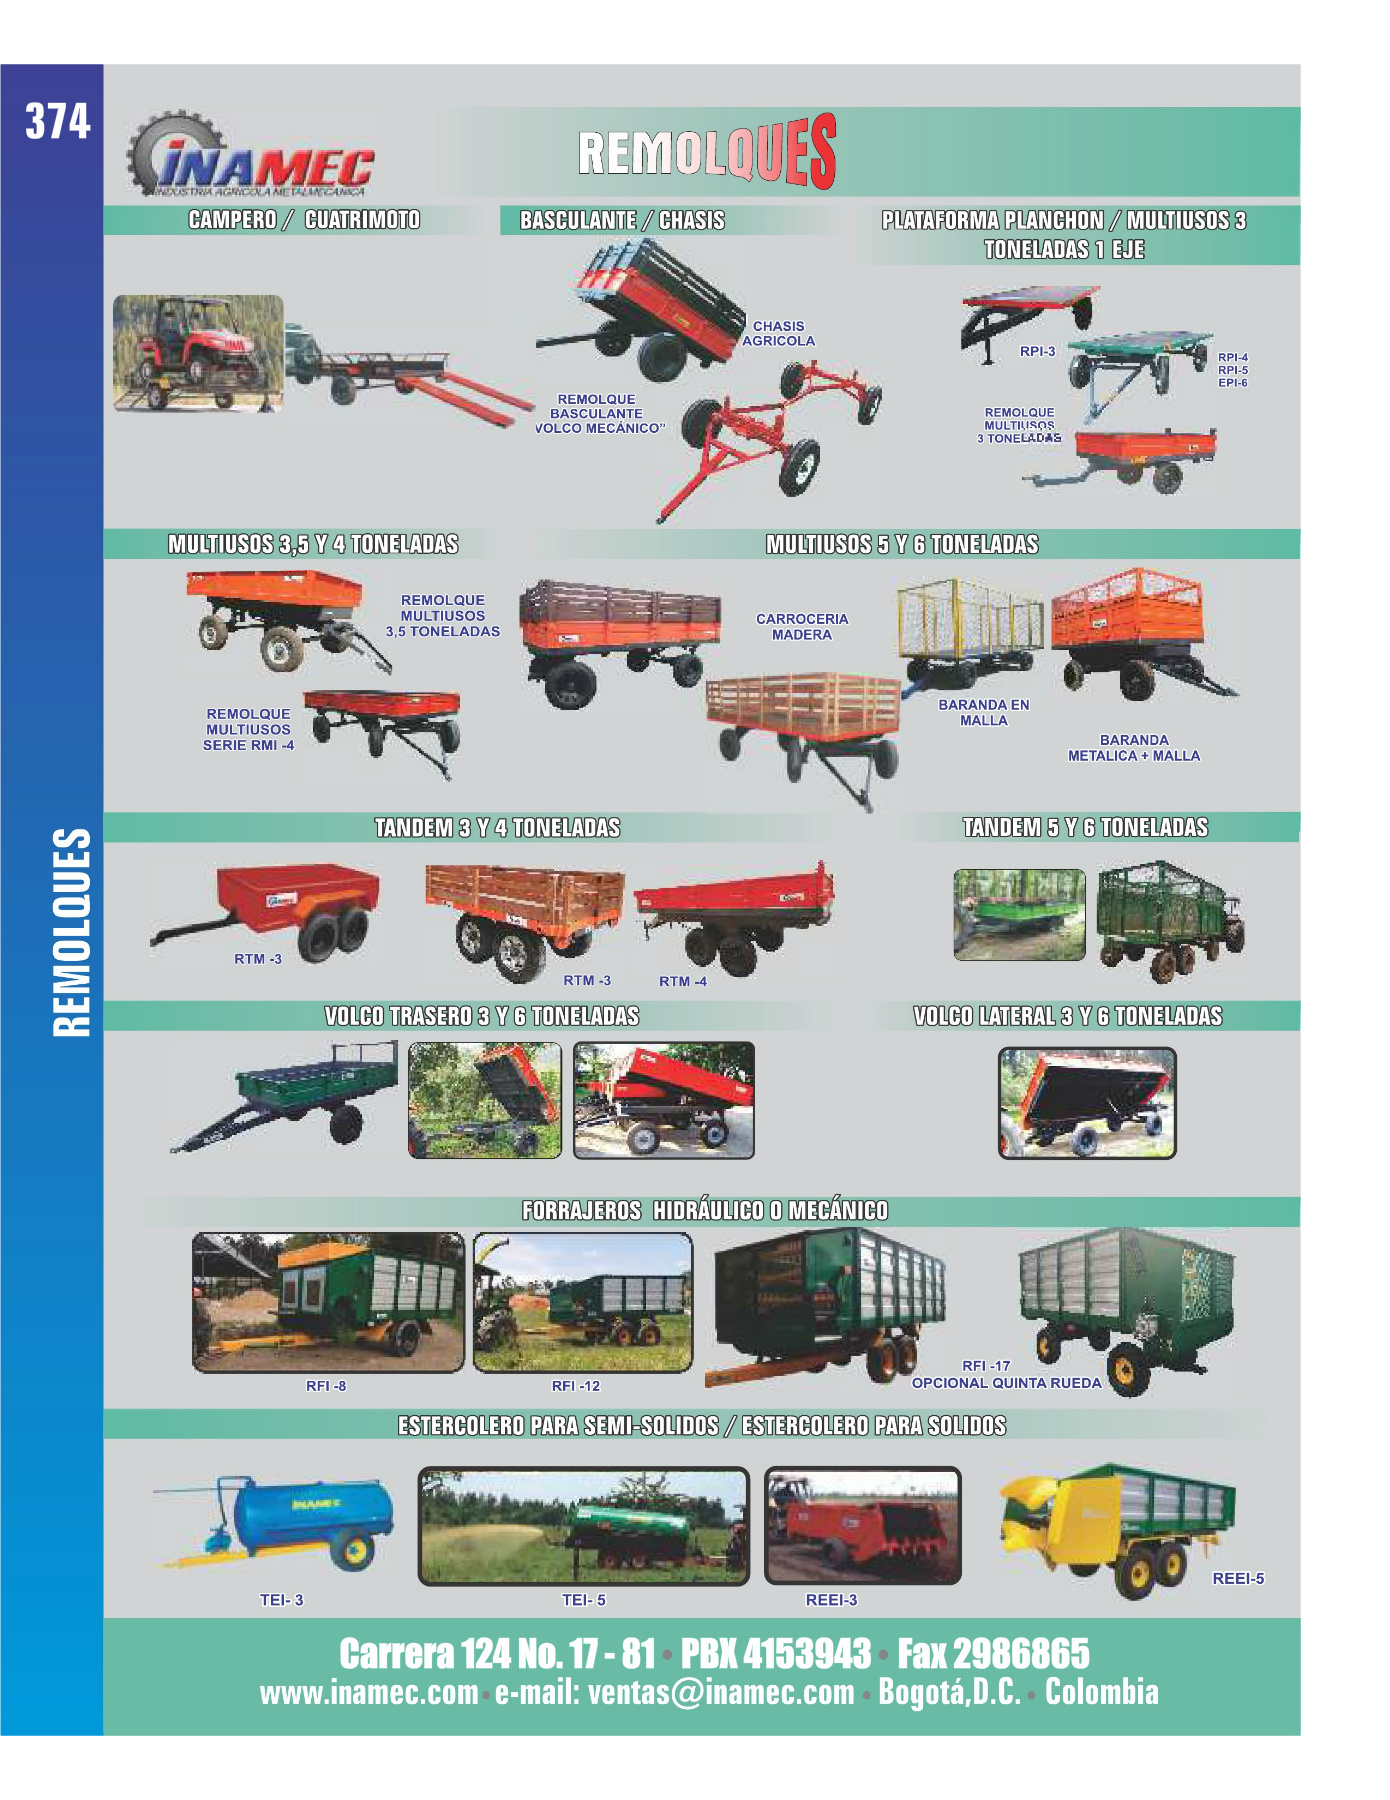 374
INAMEC
INDUSTRIA AGRICOLA METALMECANICA
REMOLQUES
CAMPERO / CUATRIMOTO
BASCULANTE / CHASIS
PLATAFORMA PLANCHON / MULTIUSOS 3
TONELADAS 1 EJE
CHASIS
AGRICOLA
REMOLQUE
BASCULANTE
VOLCO MECÁNICO”
RPI-3
RPI-4
RPI-5
EPI-6
REMOLQUE
MULTIUSOS
3 TONELADAS
MULTIUSOS 3,5 Y 4 TONELADAS
MULTIUSOS 5 Y 6 TONELADAS
REMOLQUE
MULTIUSOS
3,5 TONELADAS
REMOLQUE
MULTIUSOS
SERIE RMI -4
CARROCERIA
MADERA
BARANDA EN
MALLA
BARANDA
METALICA + MALLA
TANDEM 3 Y 4 TONELADAS
TANDEM 5 Y 6 TONELADAS
INAMEC
RTM -3
RTM -3
RTM -4
REMOLQUES
VOLCO TRASERO 3 Y 6 TONELADAS
VOLCO LATERAL 3 Y 6 TONELADAS
FORRAJEROS HIDRÁULICO O MECÁNICO
RFI -8
RFI -12
RFI -17
OPCIONAL QUINTA RUEDA
ESTERCOLERO PARA SEMI-SOLIDOS / ESTERCOLERO PARA SOLIDOS
INAMEC
TEI- 3
TEI- 5
REEI-3
REEI-5
Carrera 124 No. 17 - 81 • PBX 4153943 • Fax 2986865
www.inamec.com • e-mail: ventas@inamec.com • Bogotá,D.C. • Colombia